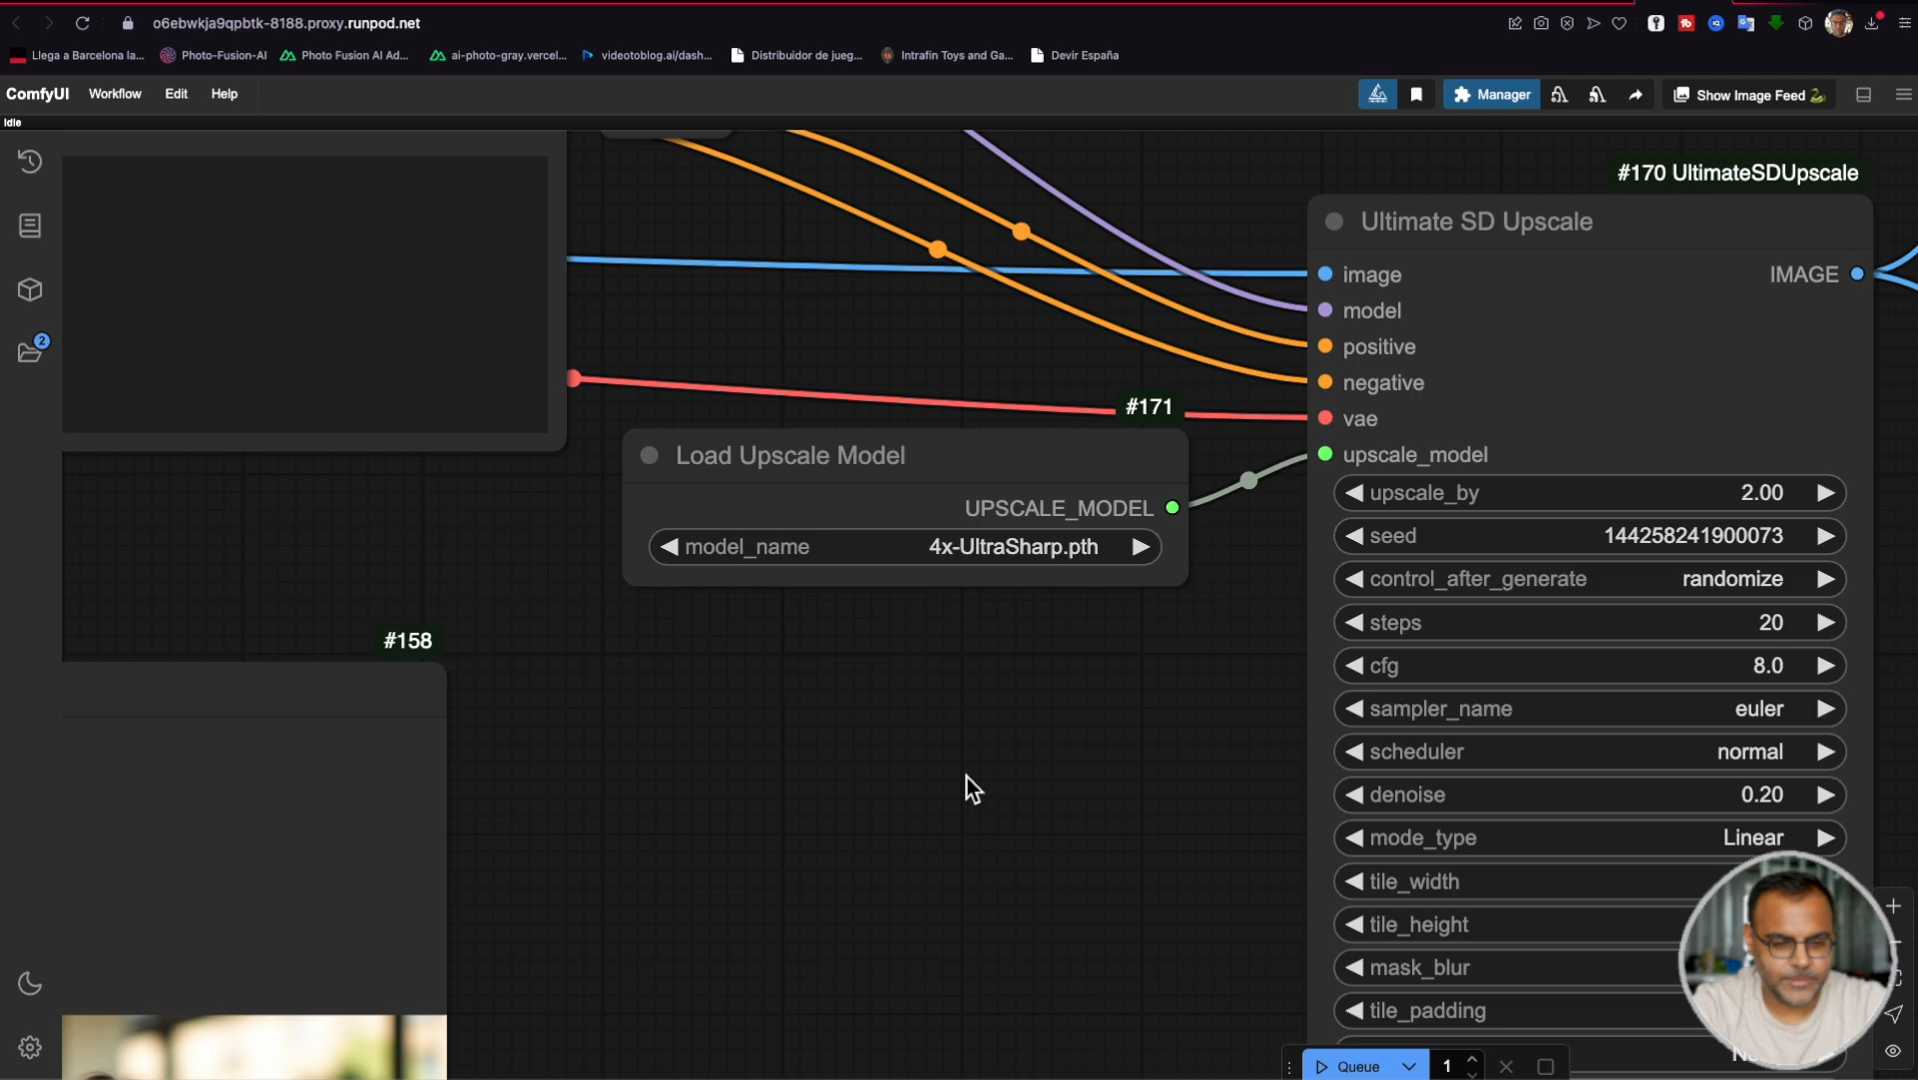 o6ebwkja9qpbtk-8188.proxy.runpod.net
Llega a Barcelona la...
Photo-Fusion-AI
Photo Fusion AI Ad...
ai-photo-gray.vercel...
videotoblog.ai/dash...
Distribuidor de jueg...
Intrafin Toys and Ga...
Devir España
ComfyUI
Workflow
Edit
Help
Manager
Show Image Feed
Idle
#170 UltimateSDUpscale
Ultimate SD Upscale
image
IMAGE
model
positive
negative
vae
upscale_model
upscale_by 2.00
seed 144258241900073
control_after_generate randomize
steps 20
cfg 8.0
sampler_name euler
scheduler normal
denoise 0.20
mode_type Linear
tile_width
tile_height
mask_blur
tile_padding
#171
Load Upscale Model
UPSCALE_MODEL
model_name 4x-UltraSharp.pth
#158
2
Queue
1